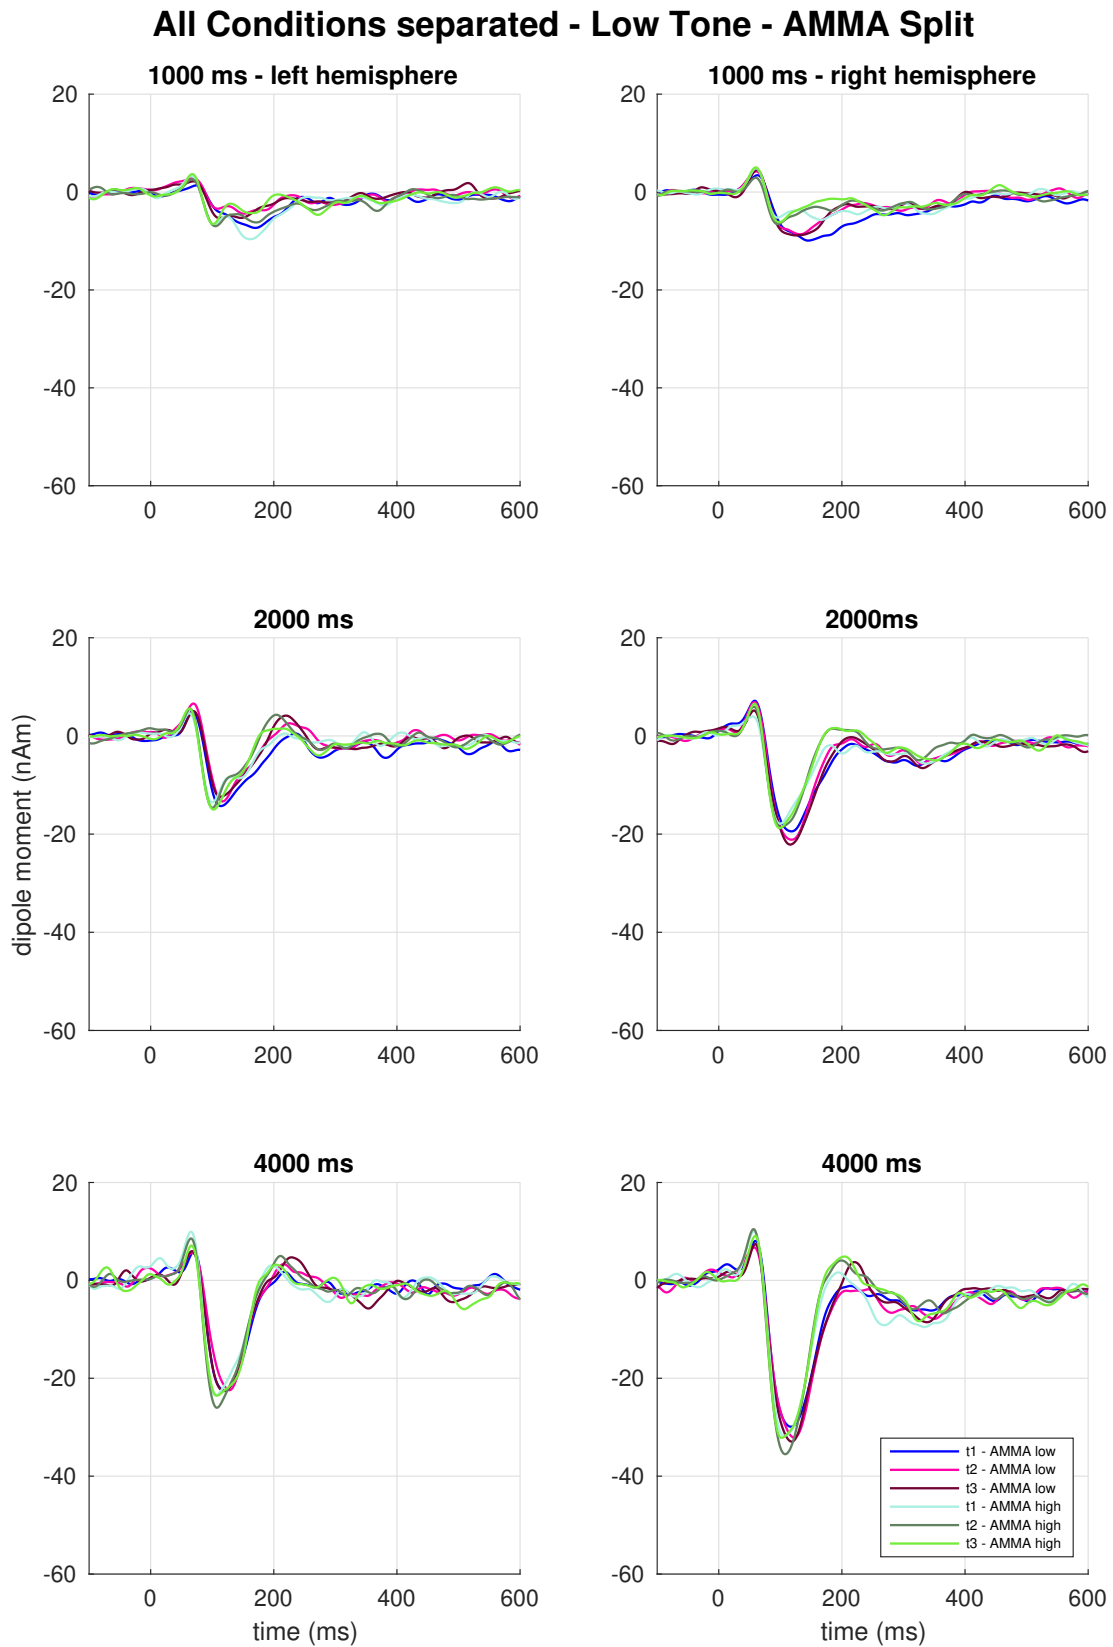 All Conditions separated - Low Tone - AMMA Split
1000 ms - left hemisphere
20
0
-20
-40
-60
0 200 400 600
1000 ms - right hemisphere
20
0
-20
-40
-60
0 200 400 600
2000 ms
20
0
-20
-40
-60
0 200 400 600
dipole moment (nAm)
2000ms
20
0
-20
-40
-60
0 200 400 600
4000 ms
20
0
-20
-40
-60
0 200 400 600
time (ms)
4000 ms
20
0
-20
-40
-60
0 200 400 600
time (ms)
t1 - AMMA low
t2 - AMMA low
t3 - AMMA low
t1 - AMMA high
t2 - AMMA high
t3 - AMMA high